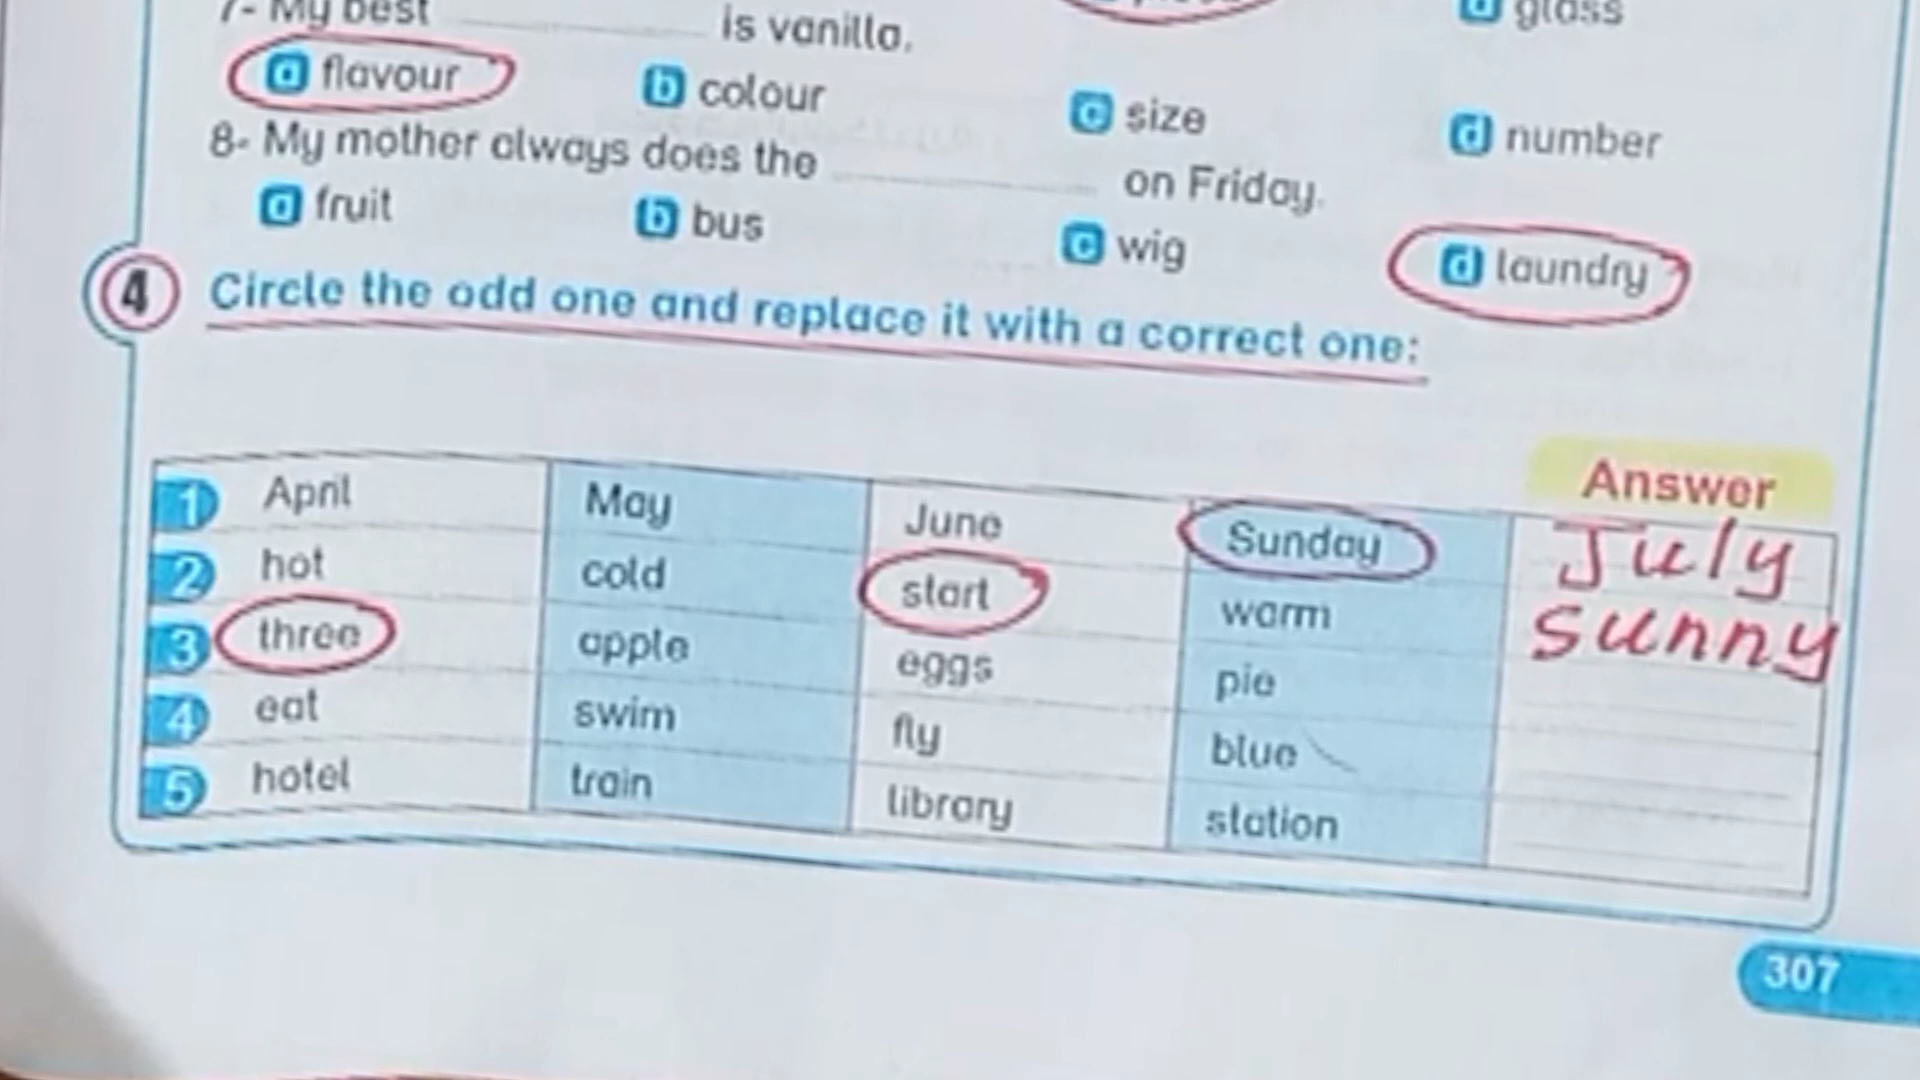 7- My best is vanilla.
d glass
a flavour b colour c size d number
8- My mother always does the on Friday.
a fruit b bus c wig d laundry
4 Circle the odd one and replace it with a correct one:
Answer
1 April May June Sunday July
2 hot cold start warm sunny
3 three apple eggs pie
4 eat swim fly blue
5 hotel train library station
307